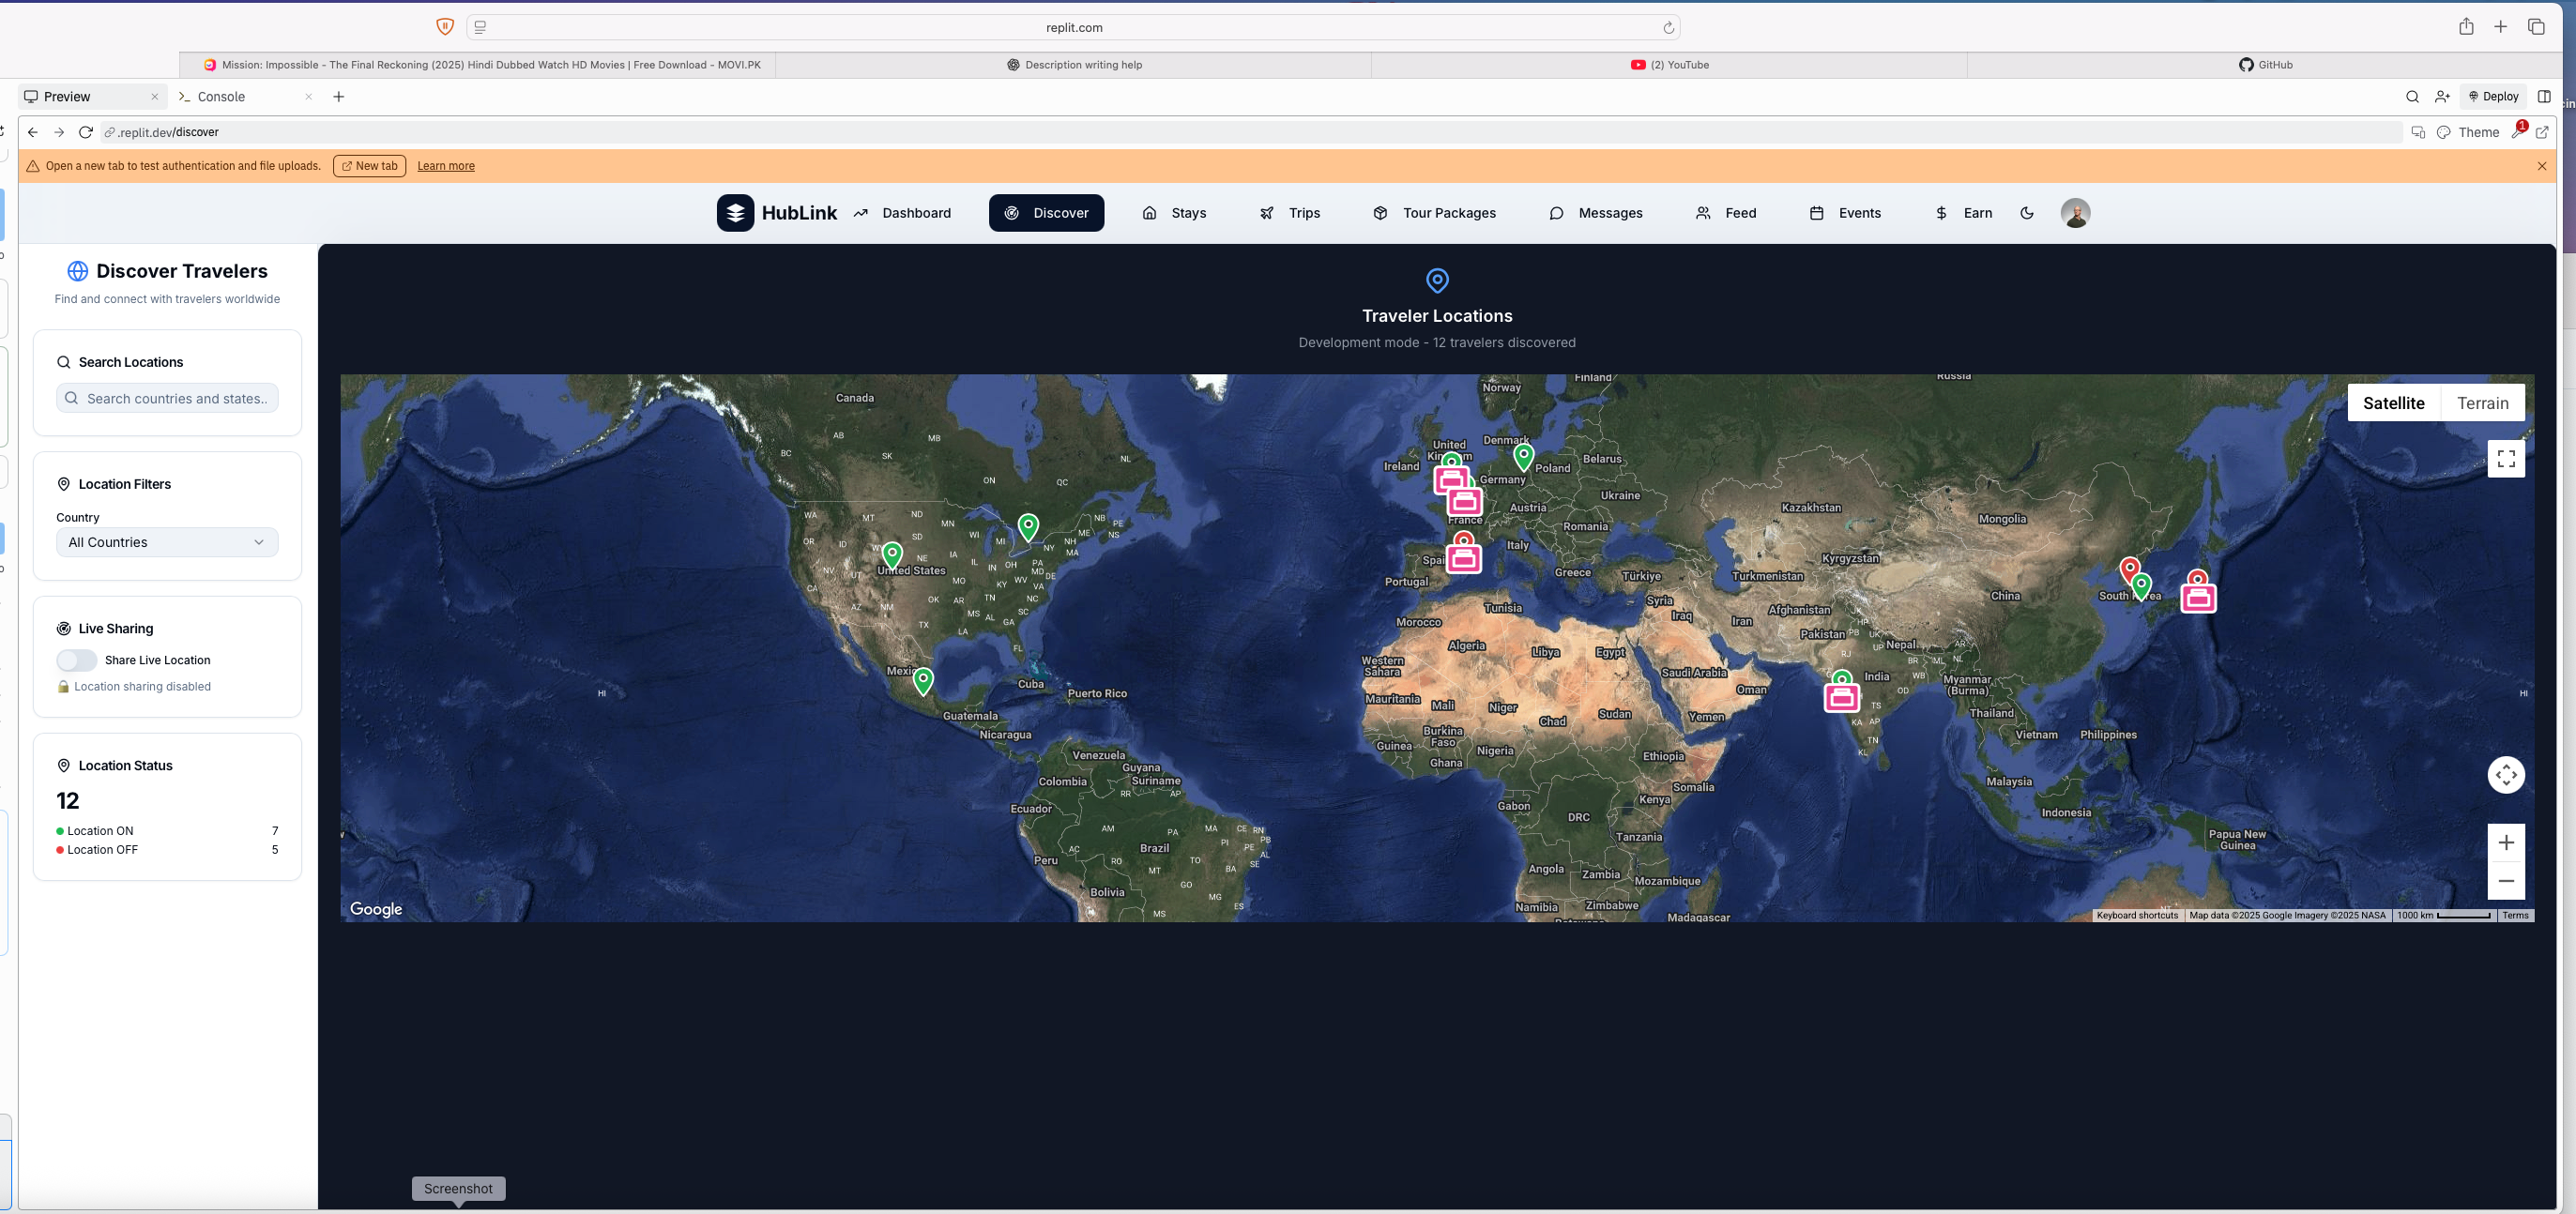 replit.com
Mission: Impossible - The Final Reckoning (2025) Hindi Dubbed Watch HD Movies | Free Download - MOVI.PK
Description writing help
(2) YouTube
GitHub
Preview
Console
Deploy
.replit.dev/discover
Theme
1
Open a new tab to test authentication and file uploads.
New tab
Learn more
HubLink
Dashboard
Discover
Stays
Trips
Tour Packages
Messages
Feed
Events
Earn
Discover Travelers
Find and connect with travelers worldwide
Search Locations
Search countries and states..
Location Filters
Country
All Countries
Live Sharing
Share Live Location
Location sharing disabled
Location Status
12
Location ON 7
Location OFF 5
Traveler Locations
Development mode - 12 travelers discovered
Satellite
Terrain
Canada
AB
MB
BC
SK
NL
ON
QC
WA
MT
ND
MN
NB
PE
ME
NS
OR
ID
SD
WI
MI
NH
NY
MA
NE
IA
United States
NV
UT
IL
IN
OH
PA
MD
DE
MO
KY
WV
VA
CA
AZ
NM
OK
AR
TN
NC
MS
AL
SC
GA
TX
LA
FL
HI
Cuba
Puerto Rico
Guatemala
Nicaragua
Venezuela
Guyana
Suriname
Colombia
RR
AP
Ecuador
AM
PA
MA
CE
RN
PB
PI
PE
AL
AC
Brazil
SE
Peru
RO
TO
BA
MT
GO
Bolivia
MG
ES
MS
Norway
Finland
Russia
United
Denmark
Ireland
Poland
Belarus
Germany
Ukraine
Austria
France
Romania
Italy
Portugal
Greece
Türkiye
Kazakhstan
Mongolia
Kyrgyzstan
Turkmenistan
China
Tunisia
Syria
Iraq
Iran
Afghanistan
Morocco
Pakistan
HP
PB
UK
Nepal
AR
UP
Algeria
Libya
Egypt
RJ
BR
ML
NL
Western
Sahara
Saudi Arabia
India
WB
Myanmar
(Burma)
Oman
OD
Mauritania
Mali
Niger
Chad
Sudan
Yemen
TS
KA
AP
TN
KL
Thailand
Vietnam
Philippines
Burkina
Faso
Guinea
Nigeria
Ghana
Ethiopia
Somalia
Malaysia
Gabon
Kenya
DRC
Indonesia
Tanzania
Papua New
Guinea
Angola
Zambia
Mozambique
Namibia
Zimbabwe
Madagascar
HI
Google
Keyboard shortcuts
Map data ©2025 Google Imagery ©2025 NASA
1000 km
Terms
Screenshot